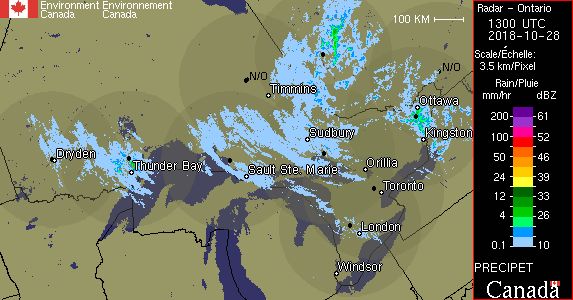 Environment Environnement
Canada Canada
100 KM
N/O
N/O
Timmins
Ottawa
Kingston
Sudbury
Dryden
Thunder Bay
Sault Ste. Marie
Orillia
Toronto
London
Windsor
Radar - Ontario
1300 UTC
2018-10-28
Scale/Échelle:
3.5 km/Pixel
Rain/Pluie
mm/hr dBZ
200 61
100 52
50 46
24 39
12 33
4 26
0.1 10
PRECIPET
Canada